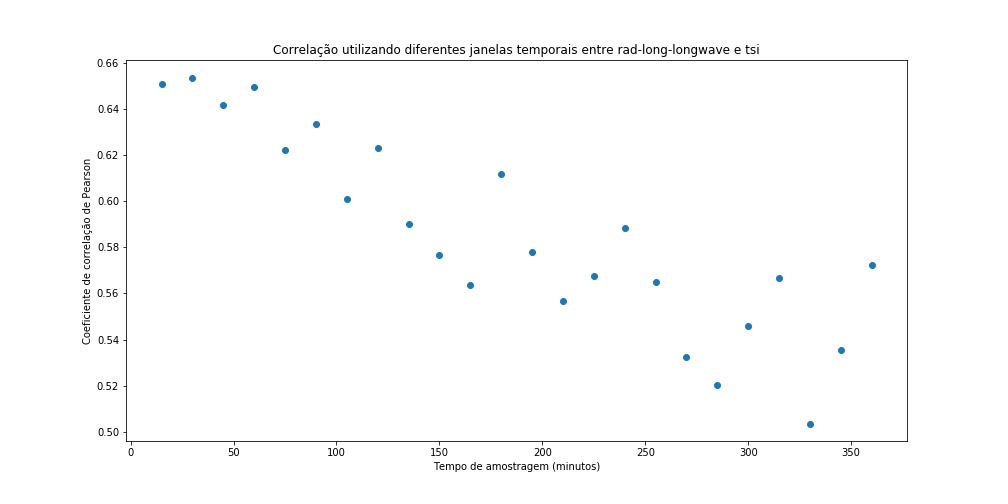 Correlação utilizando diferentes janelas temporais entre rad-long-longwave e tsi
Coeficiente de correlação de Pearson
0.66
0.64
0.62
0.60
0.58
0.56
0.54
0.52
0.50
0 50 100 150 200 250 300 350
Tempo de amostragem (minutos)